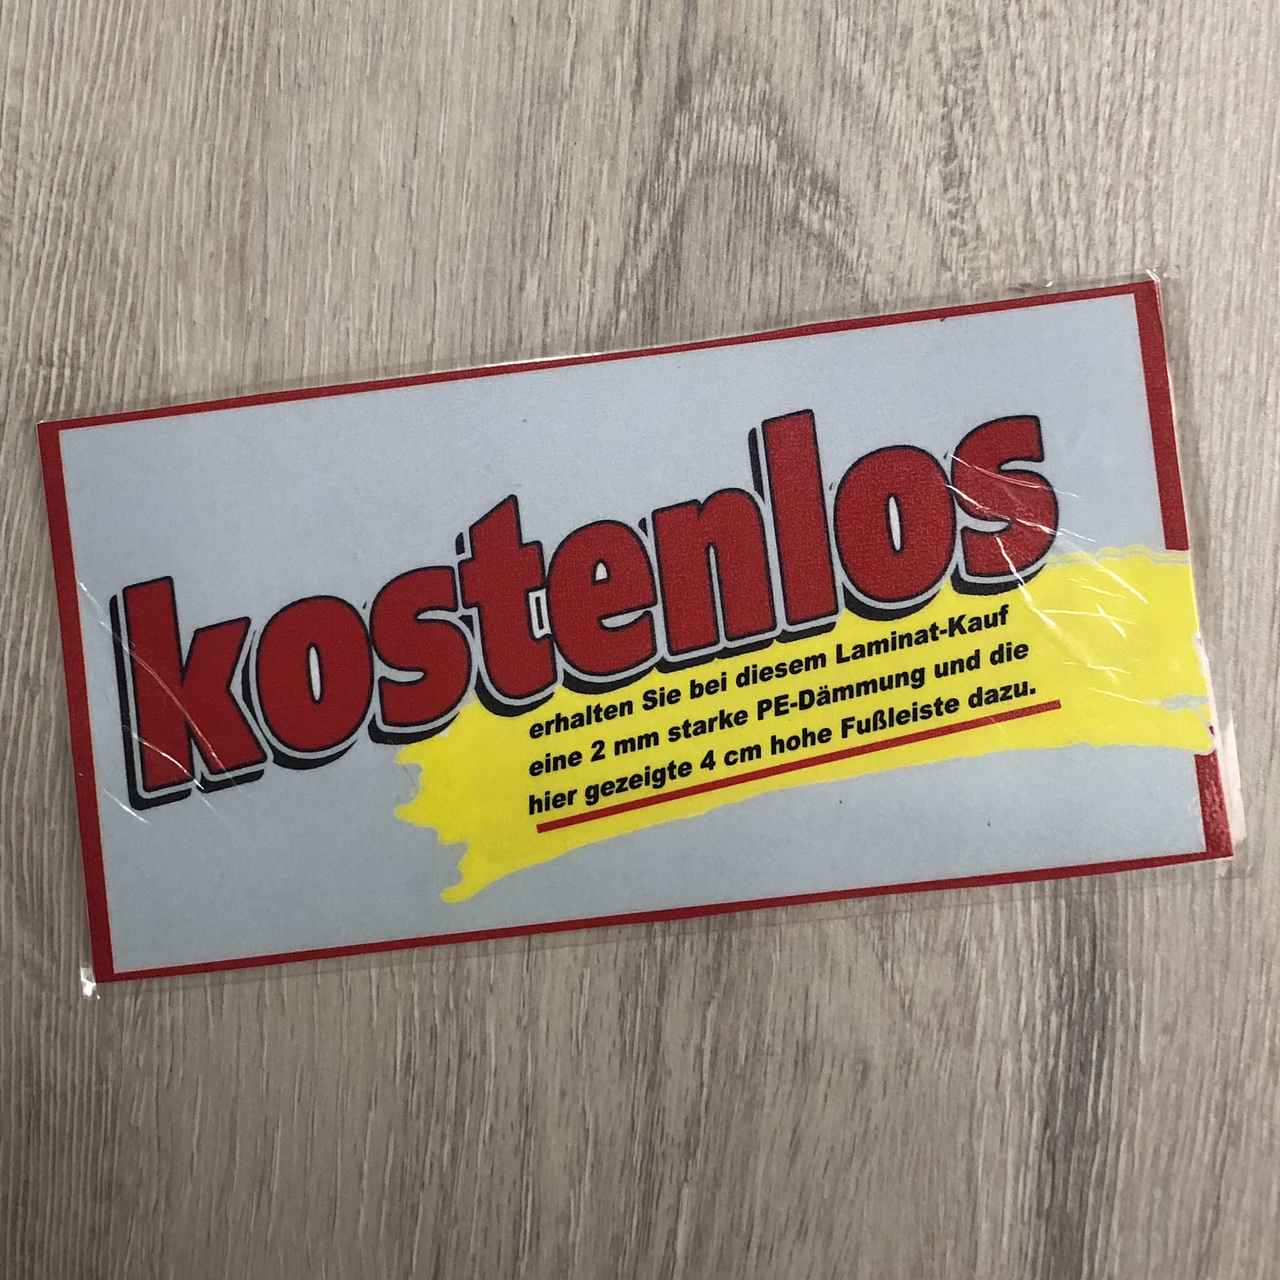 kostenlos
erhalten Sie bei diesem Laminat-Kauf
eine 2 mm starke PE-Dämmung und die
hier gezeigte 4 cm hohe Fußleiste dazu.